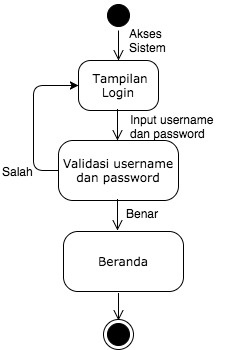 Akses
Sistem
Tampilan
Login
Input username
dan password
Validasi username
dan password
Salah
Benar
Beranda